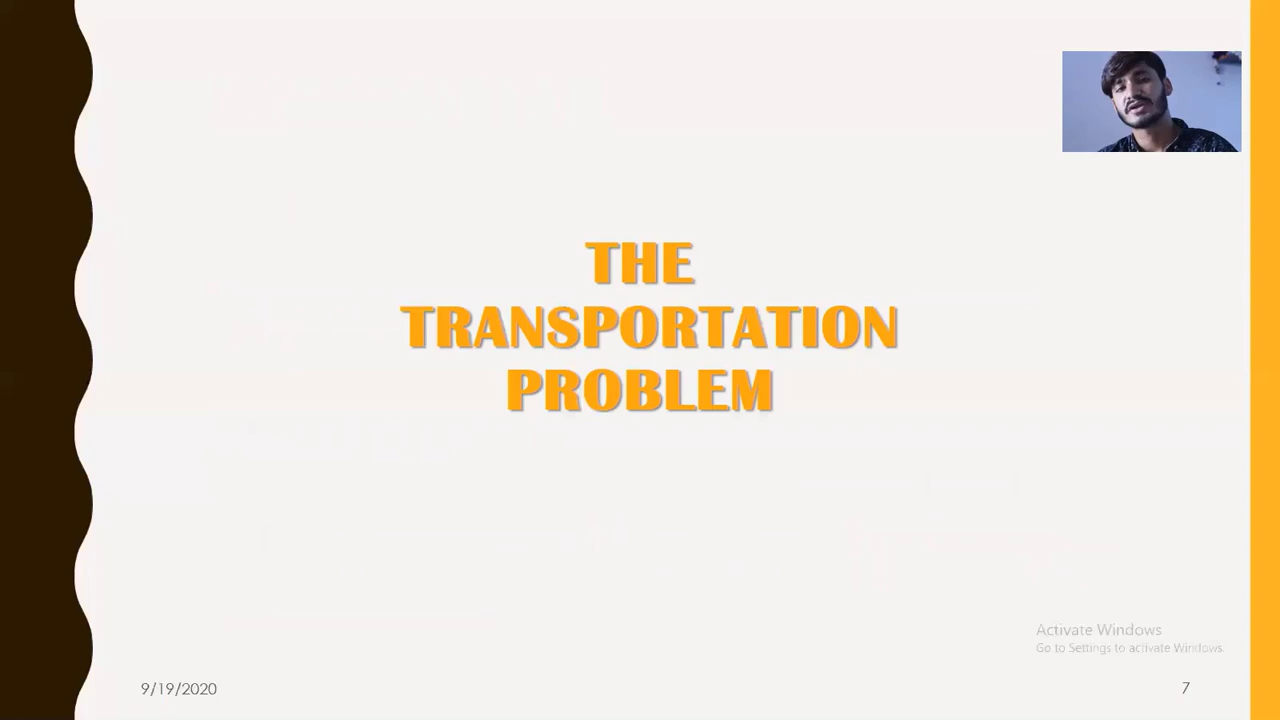 THE
TRANSPORTATION
PROBLEM
Activate Windows
Go to Settings to activate Windows.
9/19/2020
7